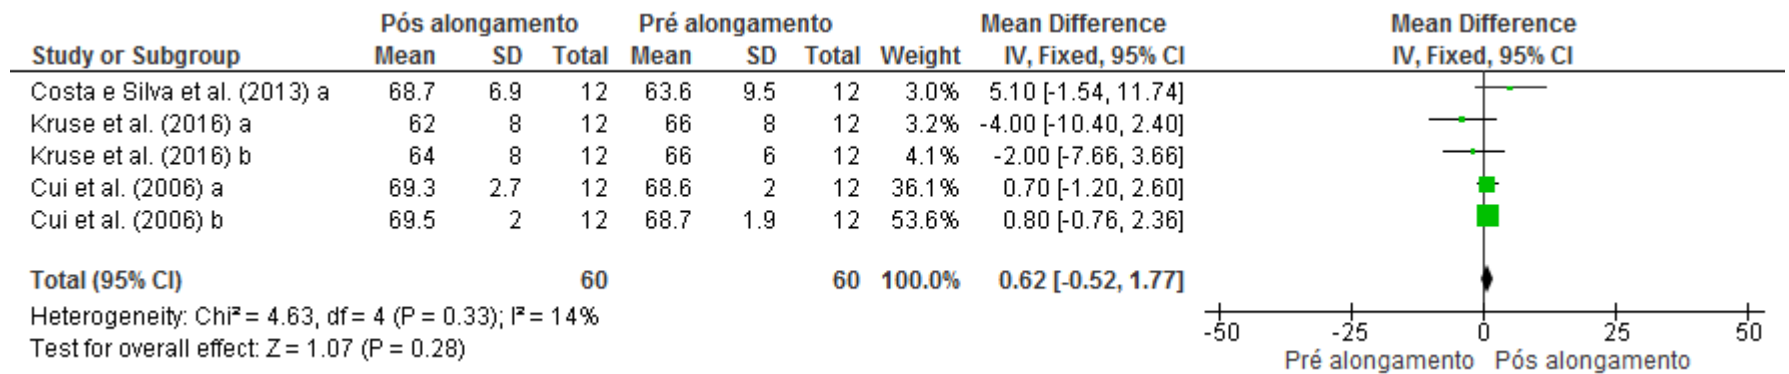 Pós alongamento Pré alongamento Mean Difference Mean Difference
Study or Subgroup Mean SD Total Mean SD Total Weight IV, Fixed, 95% CI IV, Fixed, 95% CI
Costa e Silva et al. (2013) a 68.7 6.9 12 63.6 9.5 12 3.0% 5.10 [-1.54, 11.74]
Kruse et al. (2016) a 62 8 12 66 8 12 3.2% -4.00 [-10.40, 2.40]
Kruse et al. (2016) b 64 8 12 66 6 12 4.1% -2.00 [-7.66, 3.66]
Cui et al. (2006) a 69.3 2.7 12 68.6 2 12 36.1% 0.70 [-1.20, 2.60]
Cui et al. (2006) b 69.5 2 12 68.7 1.9 12 53.6% 0.80 [-0.76, 2.36]
Total (95% CI) 60 60 100.0% 0.62 [-0.52, 1.77]
Heterogeneity: Chi² = 4.63, df = 4 (P = 0.33); I² = 14%
Test for overall effect: Z = 1.07 (P = 0.28)
-50 -25 0 25 50
Pré alongamento Pós alongamento